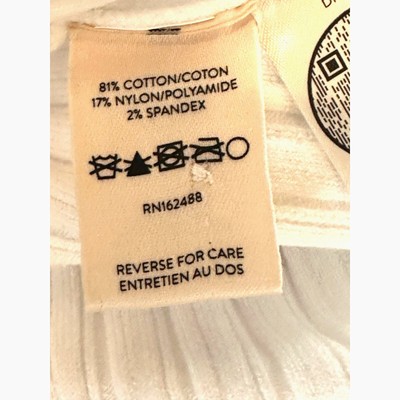 81% COTTON/COTON
17% NYLON/POLYAMIDE
2% SPANDEX
RN162488
REVERSE FOR CARE
ENTRETIEN AU DOS